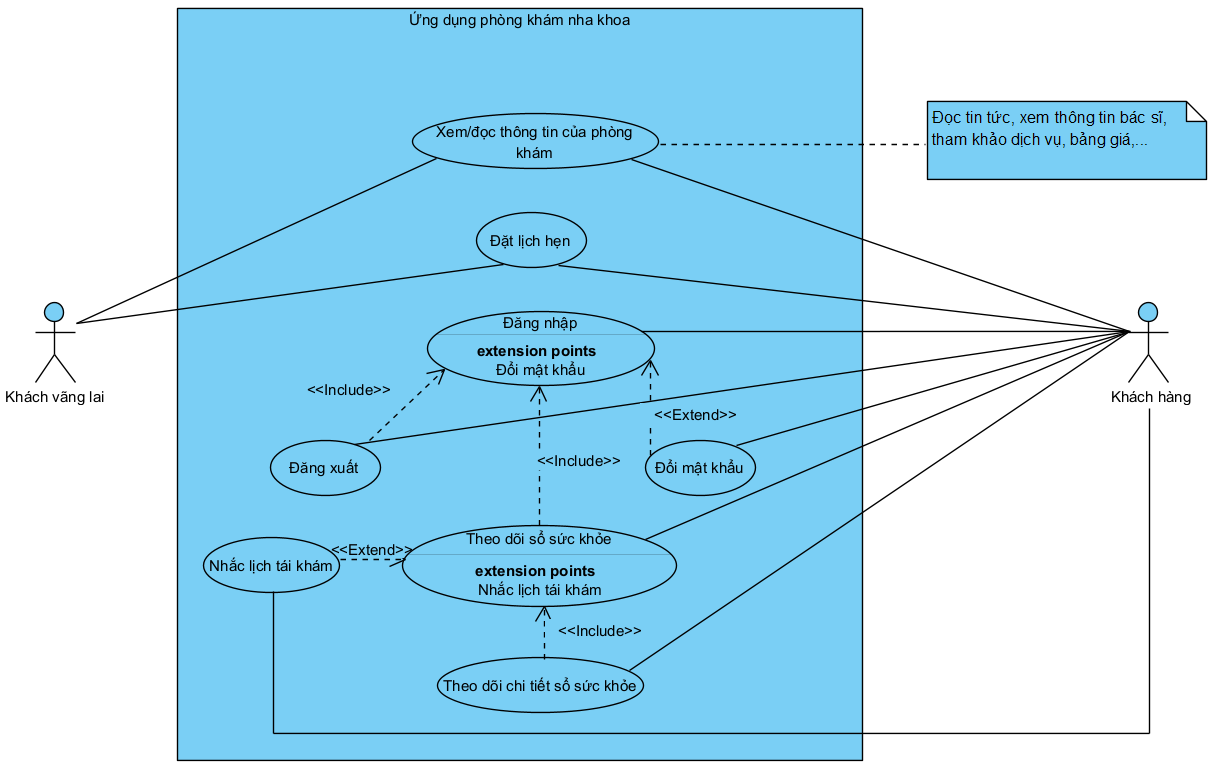 Ứng dụng phòng khám nha khoa
Xem/đọc thông tin của phòng
khám
Đọc tin tức, xem thông tin bác sĩ,
tham khảo dịch vụ, bảng giá,...
Đặt lịch hẹn
Đăng nhập
extension points
Đổi mật khẩu
Khách vãng lai
Khách hàng
<<Include>>
<<Extend>>
<<Include>>
Đăng xuất
Đổi mật khẩu
Theo dõi sổ sức khỏe
extension points
Nhắc lịch tái khám
<<Extend>>
Nhắc lịch tái khám
<<Include>>
Theo dõi chi tiết sổ sức khỏe